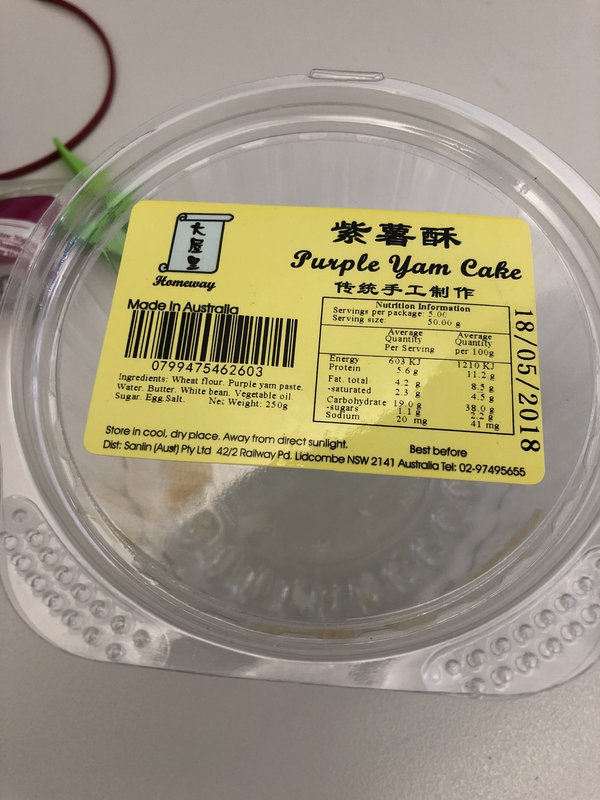 大屋里
Homeway
紫薯酥
Purple Yam Cake
传统手工制作
Made In Australia
0799475462603
Ingredients: Wheat flour. Purple yam paste.
Water. Butter. White bean. Vegetable oil.
Sugar. Egg.Salt. Net Weight: 250g
Nutrition Information
Servings per package: 5.00
Serving size: 50.00 g
Average Quantity Per Serving Average Quantity per 100g
Energy 603 KJ 1210 KJ
Protein 5.6 g 11.2 g
Fat. total 4.2 g 8.5 g
-saturated 2.3 g 4.5 g
Carbohydrate 19.0 g 38.0 g
-sugars 1.1 g 2.2 g
Sodium 20 mg 41 mg
18/05/2018
Store in cool, dry place. Away from direct sunlight. Best before
Dist: Sanlin (Aust) Pty Ltd 42/2 Railway Pd. Lidcombe NSW 2141 Australia Tel: 02-97495655